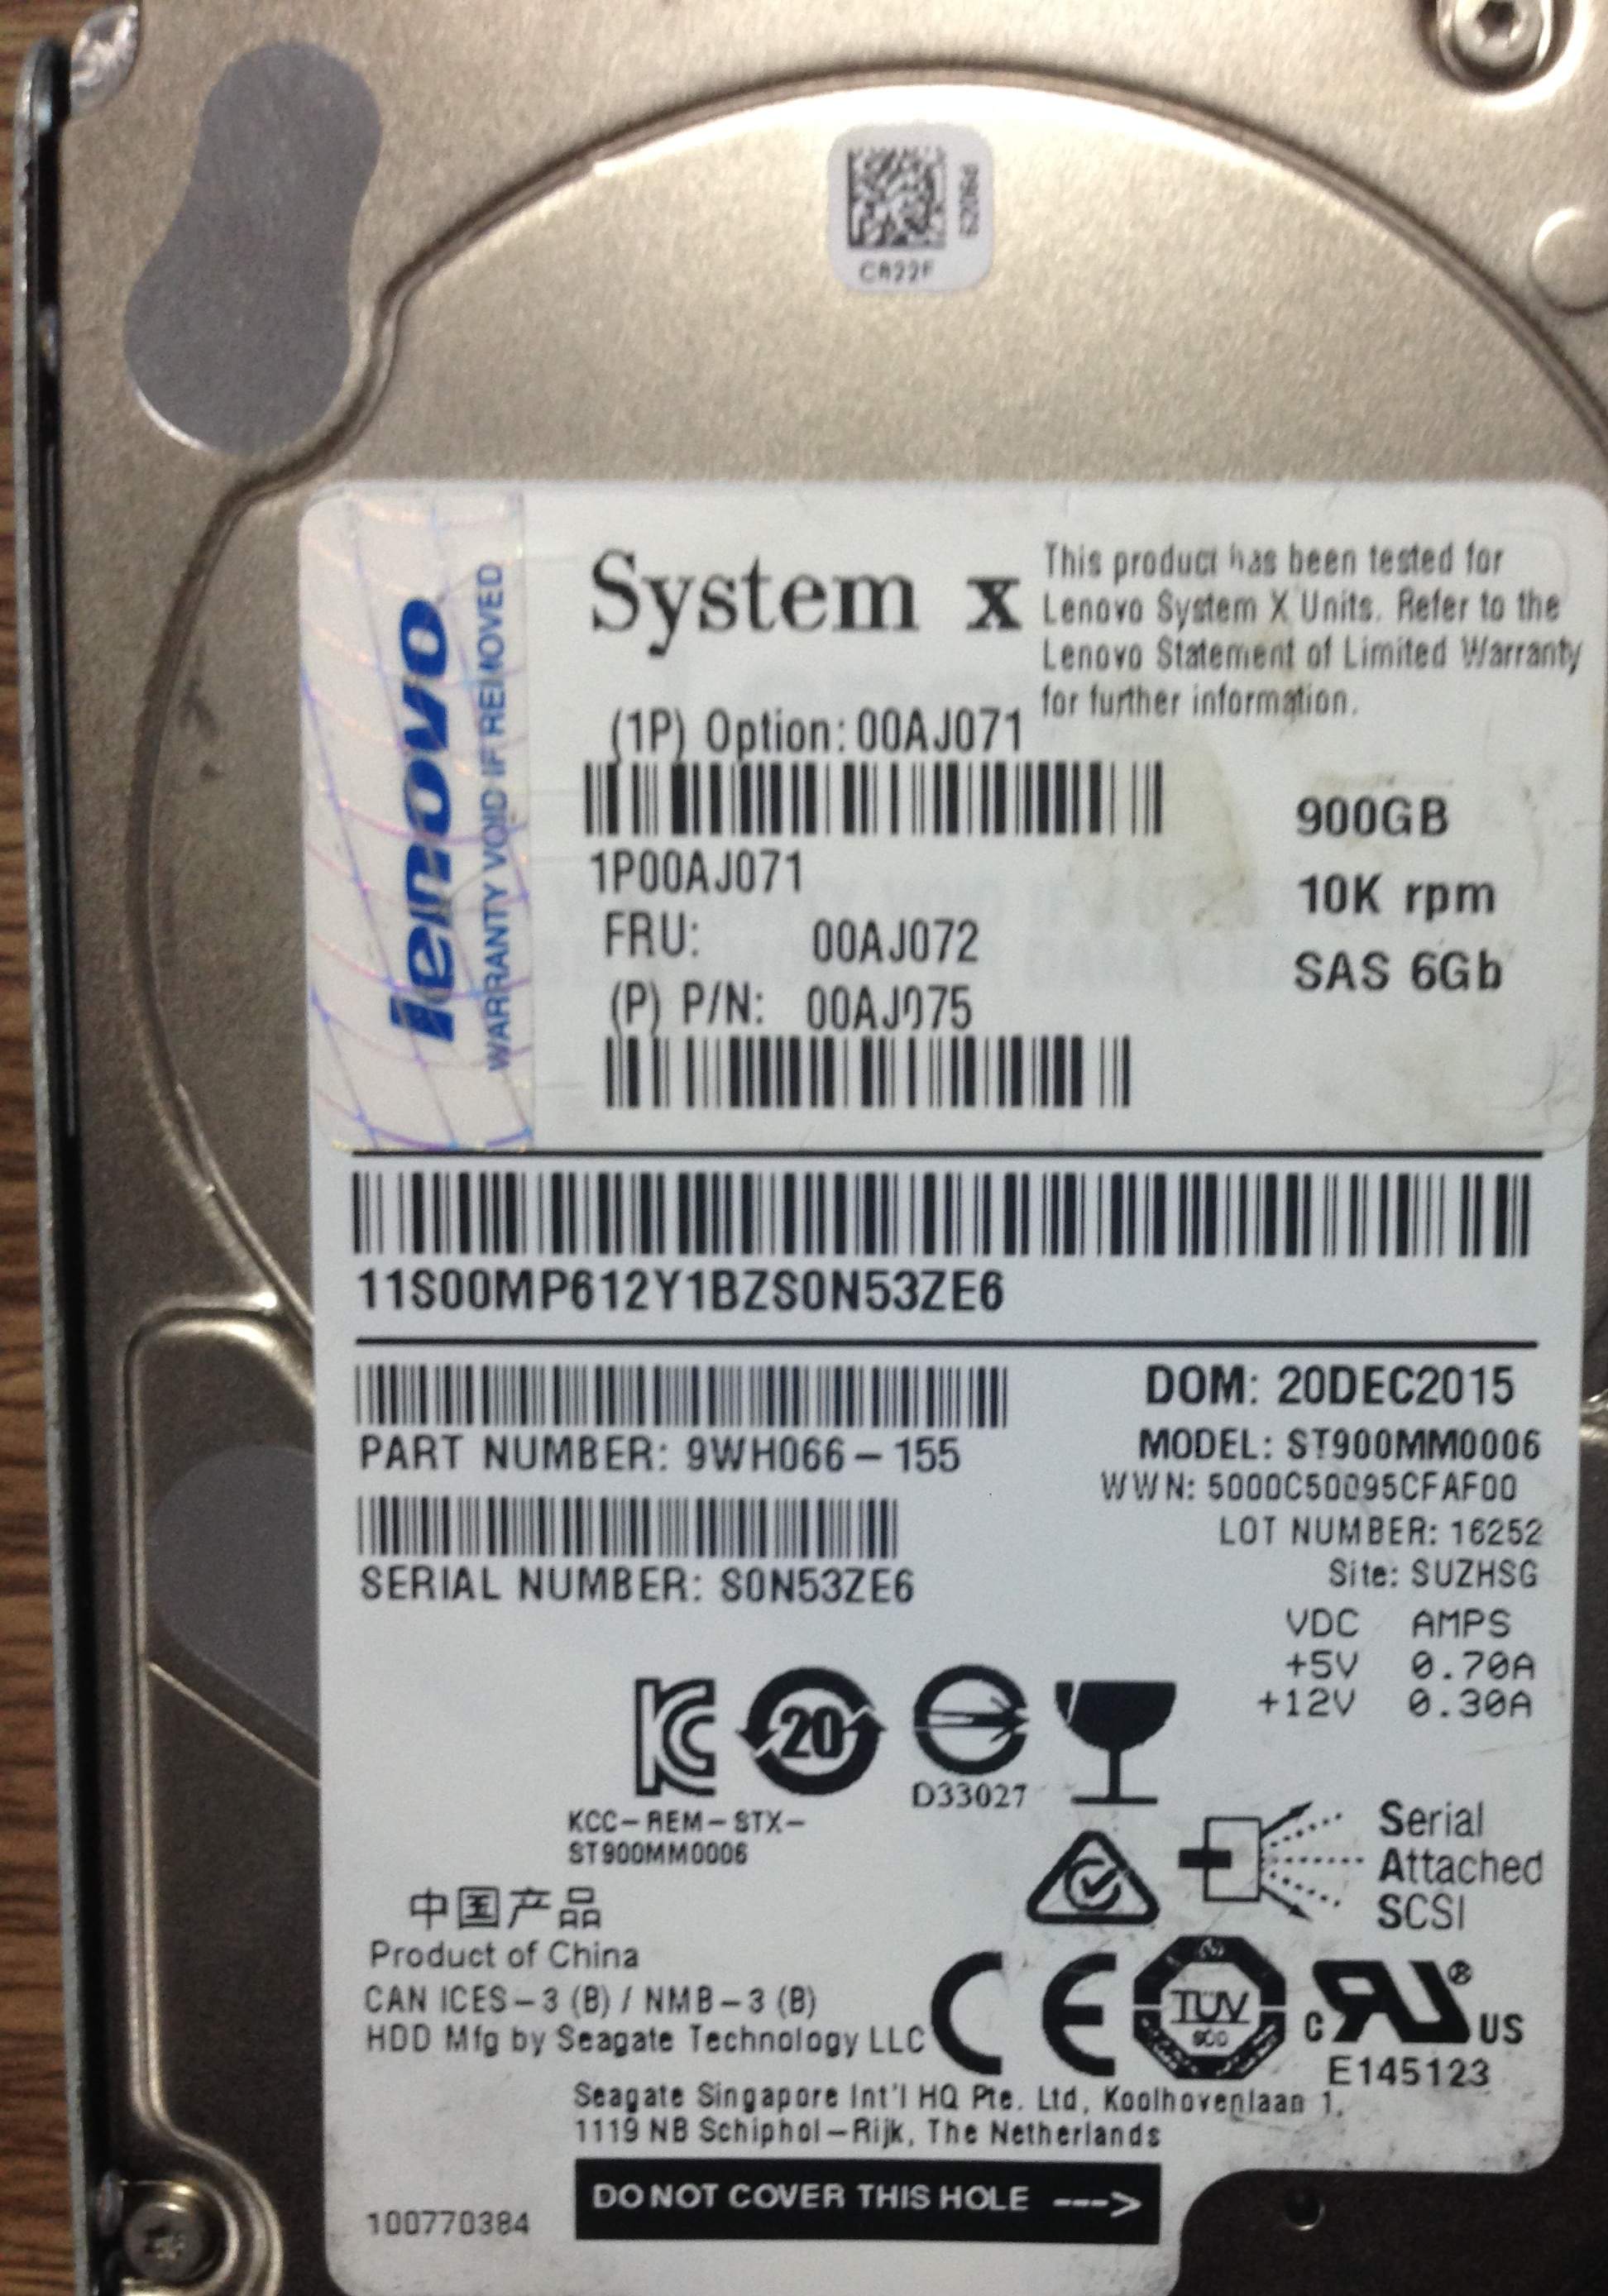 CR22F
lenovo
WARRANTY VOID IF REMOVED
System x
This product has been tested for
Lenovo System X Units. Refer to the
Lenovo Statement of Limited Warranty
for further information.
(1P) Option: 00AJ071
1P00AJ071
FRU: 00AJ072
(P) P/N: 00AJ075
900GB
10K rpm
SAS 6Gb
11S00MP612Y1BZS0N53ZE6
PART NUMBER: 9WH066-155
SERIAL NUMBER: S0N53ZE6
DOM: 20DEC2015
MODEL: ST900MM0006
WWN: 5000C50095CFAF00
LOT NUMBER: 16252
Site: SUZHSG
VDC AMPS
+5V 0.70A
+12V 0.30A
KC
20
D33027
KCC-REM-STX-
ST900MM0006
Serial
Attached
SCSI
中国产品
Product of China
CAN ICES-3 (B) / NMB-3 (B)
HDD Mfg by Seagate Technology LLC
CE
TÜV
c RU ® US
E145123
Seagate Singapore Int'l HQ Pte. Ltd, Koolhovenlaan 1,
1119 NB Schiphol-Rijk, The Netherlands
DO NOT COVER THIS HOLE --->
100770384